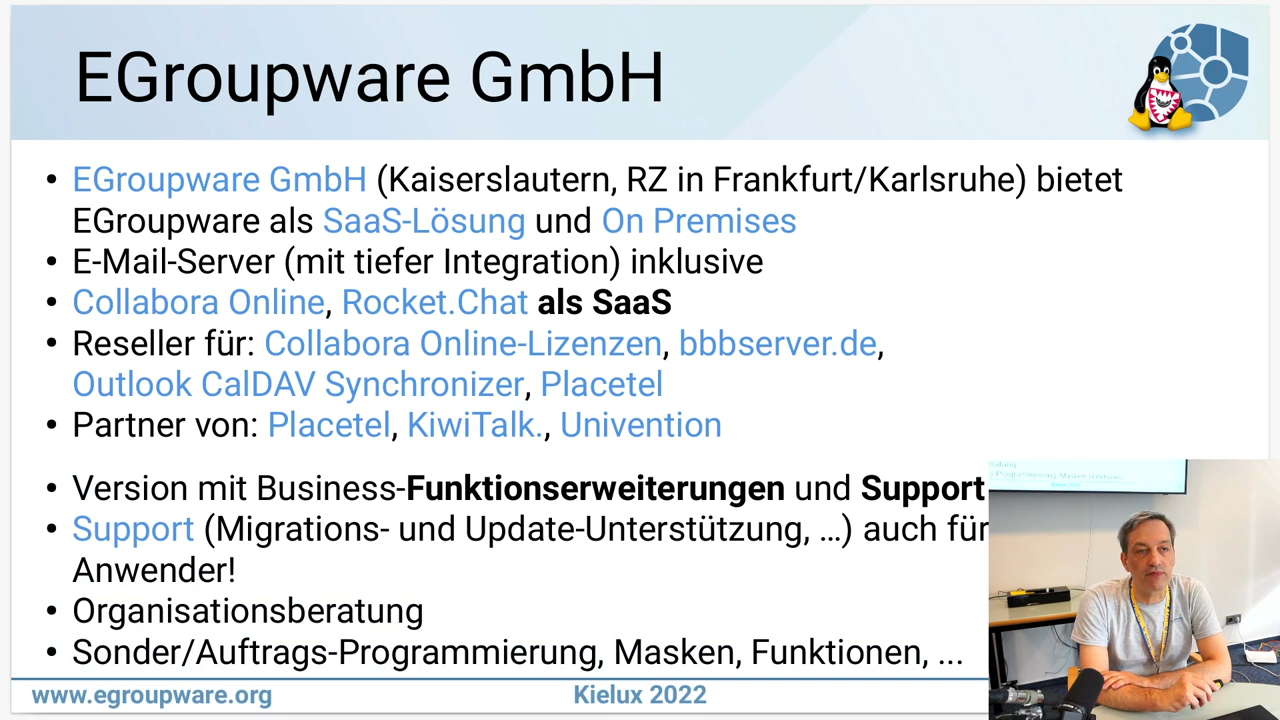 EGroupware GmbH
• EGroupware GmbH (Kaiserslautern, RZ in Frankfurt/Karlsruhe) bietet
EGroupware als SaaS-Lösung und On Premises
• E-Mail-Server (mit tiefer Integration) inklusive
• Collabora Online, Rocket.Chat als SaaS
• Reseller für: Collabora Online-Lizenzen, bbbserver.de,
Outlook CalDAV Synchronizer, Placetel
• Partner von: Placetel, KiwiTalk., Univention
• Version mit Business-Funktionserweiterungen und Support
• Support (Migrations- und Update-Unterstützung, ...) auch für
Anwender!
• Organisationsberatung
• Sonder/Auftrags-Programmierung, Masken, Funktionen, ...
www.egroupware.org
Kielux 2022